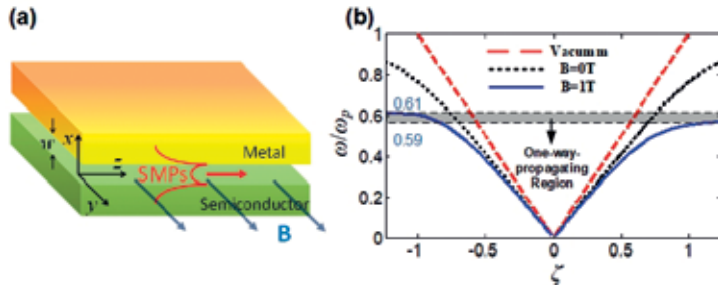 (a)
w
x
z
y
Metal
SMPs
Semiconductor
B
(b)
ω/ωp
1
0.8
0.6
0.4
0.2
0
0.61
0.59
Vacumm
B=0T
B=1T
One-way-
propagating
Region
-1
-0.5
0
0.5
1
ζ